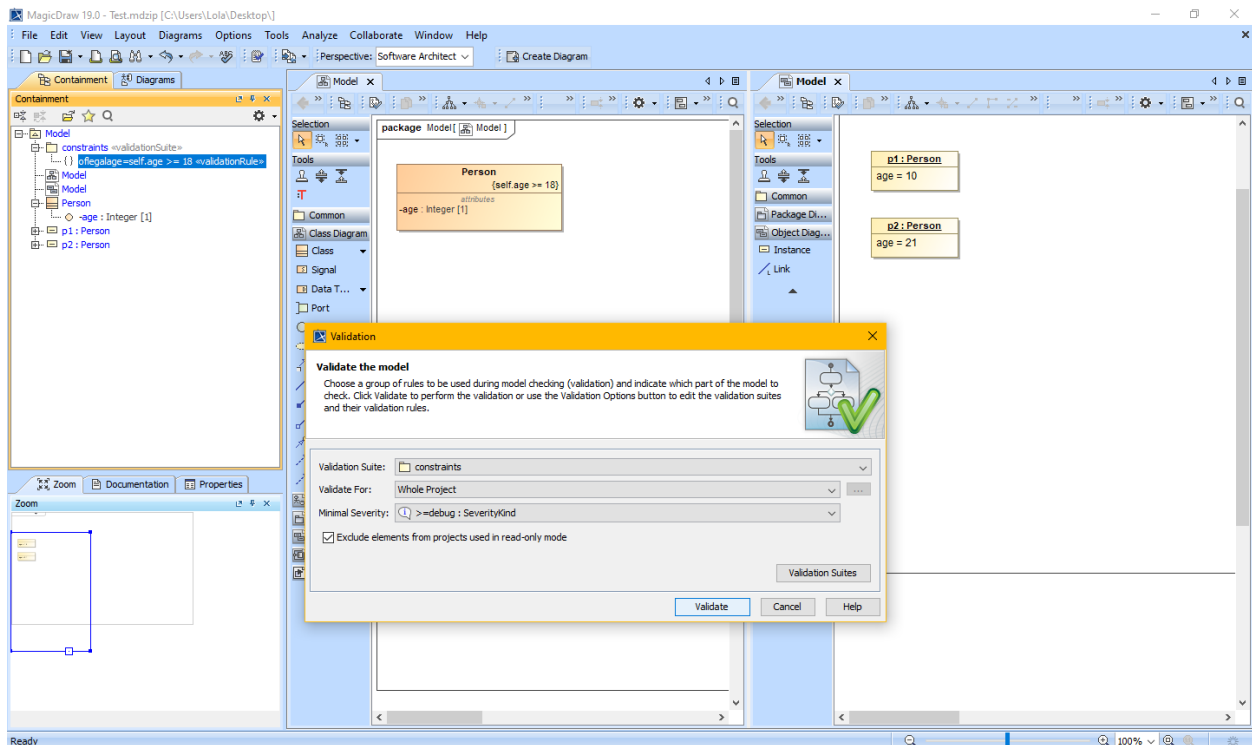 MagicDraw 19.0 - Test.mdzip [C:\Users\Lola\Desktop\]
File Edit View Layout Diagrams Options Tools Analyze Collaborate Window Help
Perspective: Software Architect Create Diagram
Containment Diagrams
Containment
Model
constraints «validationSuite»
{ } oflegalage=self.age >= 18 «validationRule»
Model
Model
Person
-age : Integer [1]
p1 : Person
p2 : Person
Zoom Documentation Properties
Zoom
Model
Selection
Tools
Common
Class Diagram
Class
Signal
Data T...
Port
package Model[ Model ]
Person
{self.age >= 18}
attributes
-age : Integer [1]
Model
Selection
Tools
Common
Package Di...
Object Diag...
Instance
Link
p1 : Person
age = 10
p2 : Person
age = 21
Validation
Validate the model
Choose a group of rules to be used during model checking (validation) and indicate which part of the model to
check. Click Validate to perform the validation or use the Validation Options button to edit the validation suites
and their validation rules.
Validation Suite: constraints
Validate For: Whole Project ...
Minimal Severity: >=debug : SeverityKind
Exclude elements from projects used in read-only mode
Validation Suites
Validate Cancel Help
Ready
100%